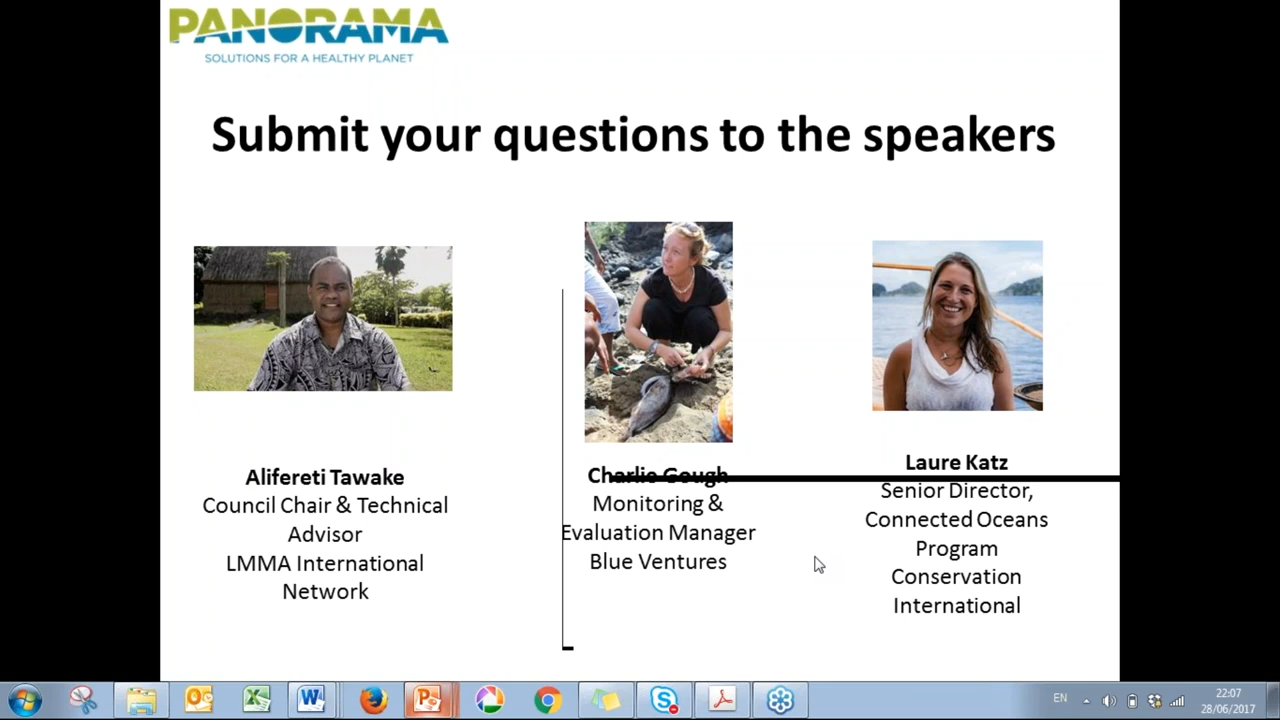 PANORAMA
SOLUTIONS FOR A HEALTHY PLANET
Submit your questions to the speakers
Alifereti Tawake
Council Chair & Technical
Advisor
LMMA International
Network
Charlie Gough
Monitoring &
Evaluation Manager
Blue Ventures
Laure Katz
Senior Director,
Connected Oceans
Program
Conservation
International
EN
22:07
28/06/2017